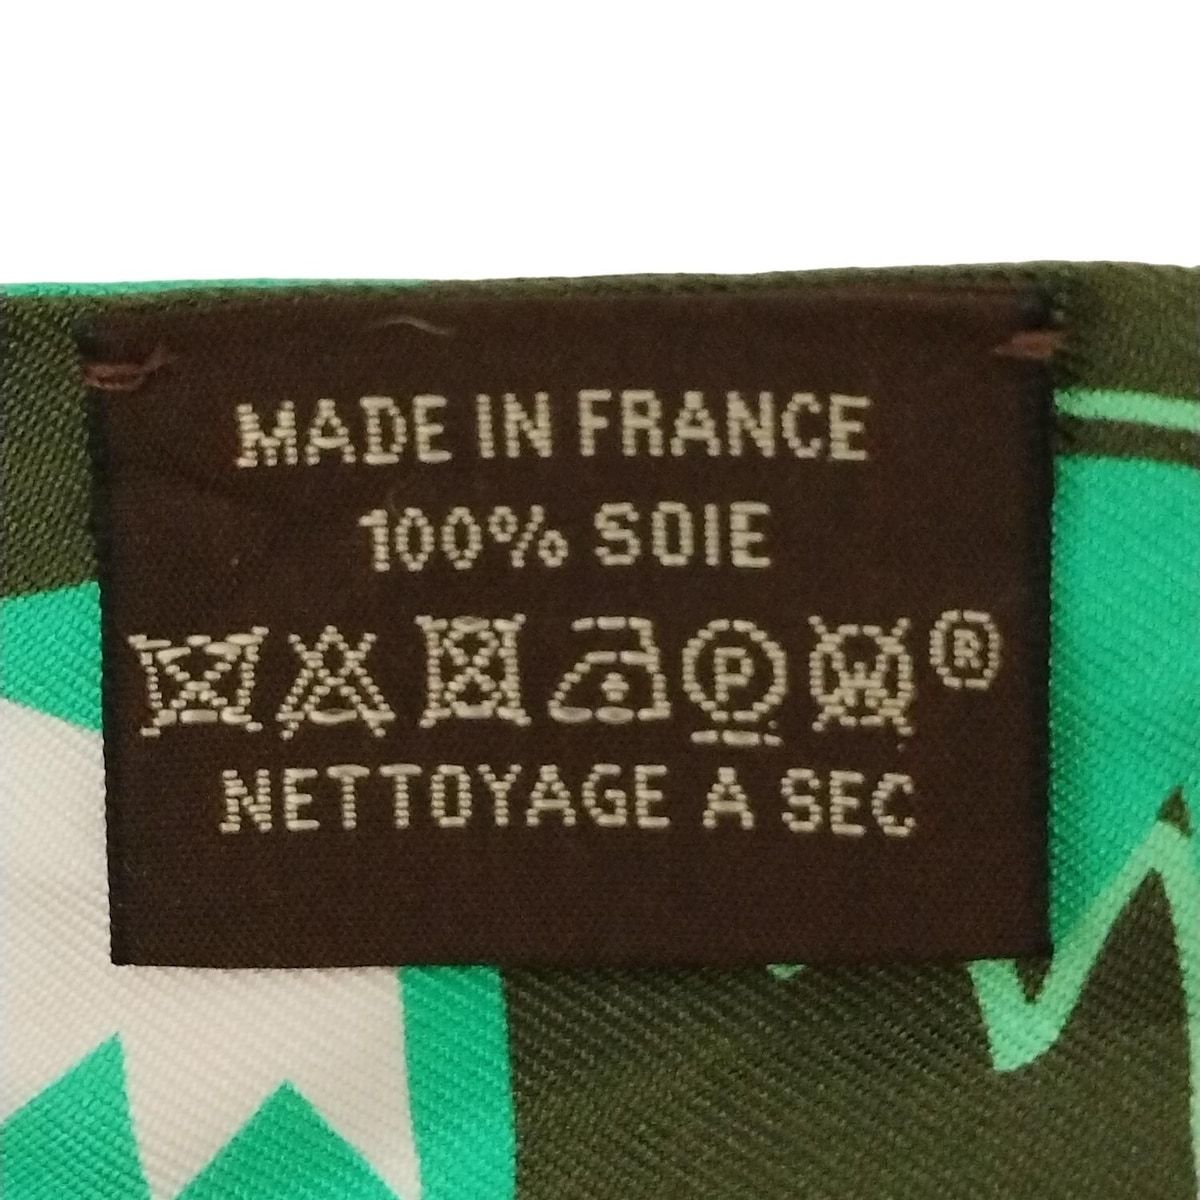 MADE IN FRANCE
100% SOIE
P W ®
NETTOYAGE A SEC